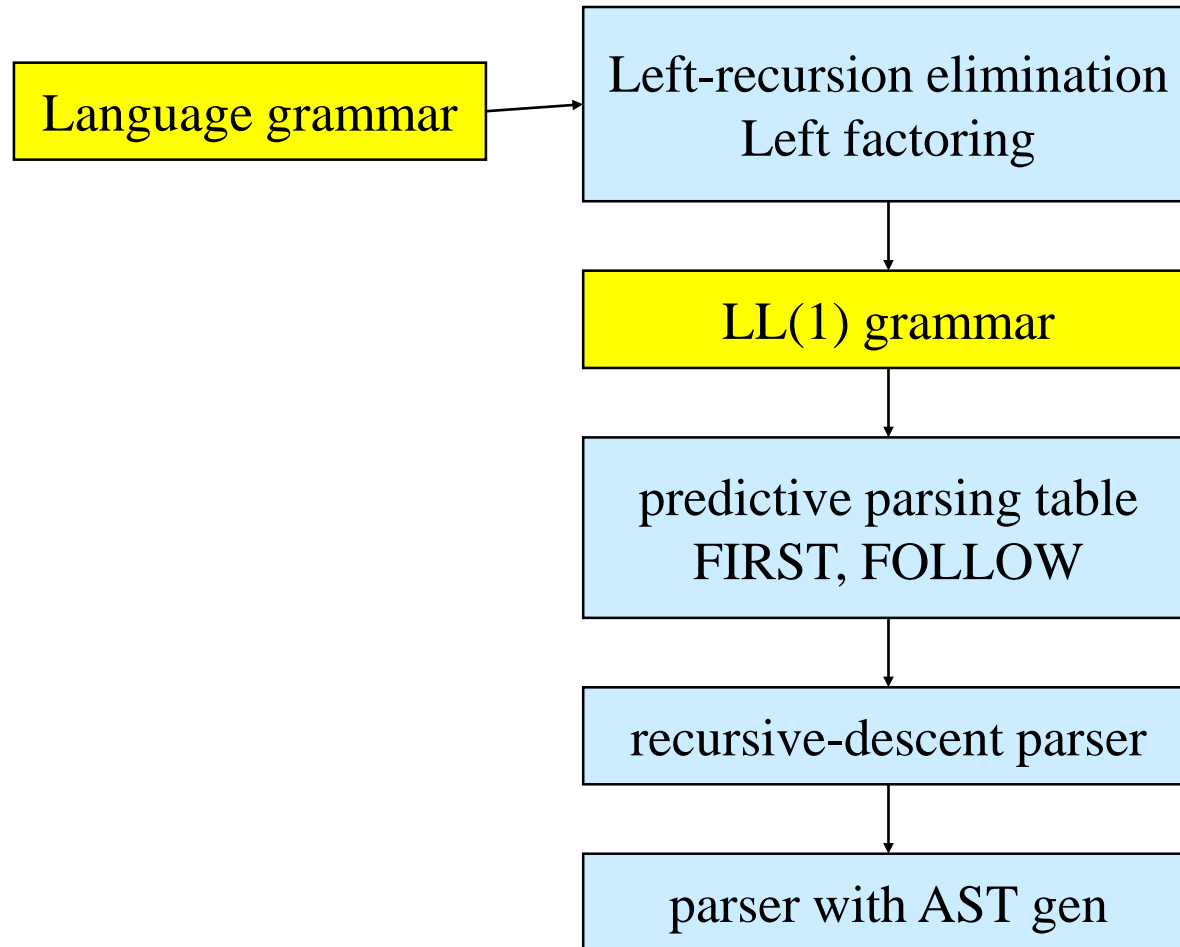 Language grammar
Left-recursion elimination
Left factoring
LL(1) grammar
predictive parsing table
FIRST, FOLLOW
recursive-descent parser
parser with AST gen